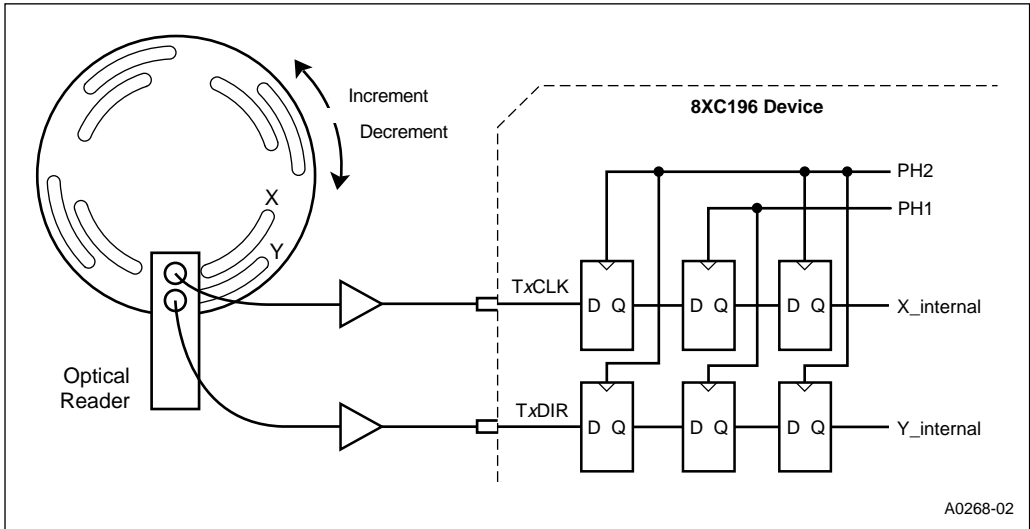 Increment
Decrement
8XC196 Device
PH2
PH1
X
Y
TxCLK
D Q
D Q
D Q
X_internal
Optical
Reader
TxDIR
D Q
D Q
D Q
Y_internal
A0268-02